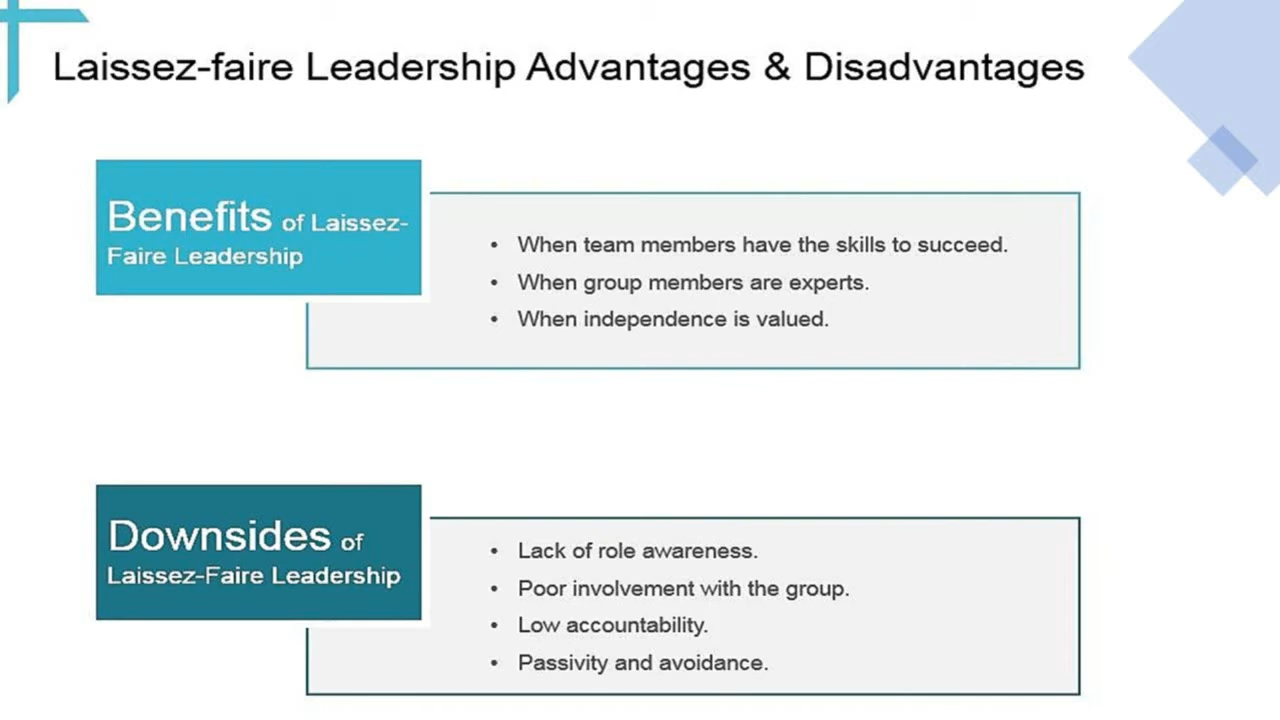 Laissez-faire Leadership Advantages & Disadvantages
Benefits of Laissez-
Faire Leadership
• When team members have the skills to succeed.
• When group members are experts.
• When independence is valued.
Downsides of
Laissez-Faire Leadership
• Lack of role awareness.
• Poor involvement with the group.
• Low accountability.
• Passivity and avoidance.